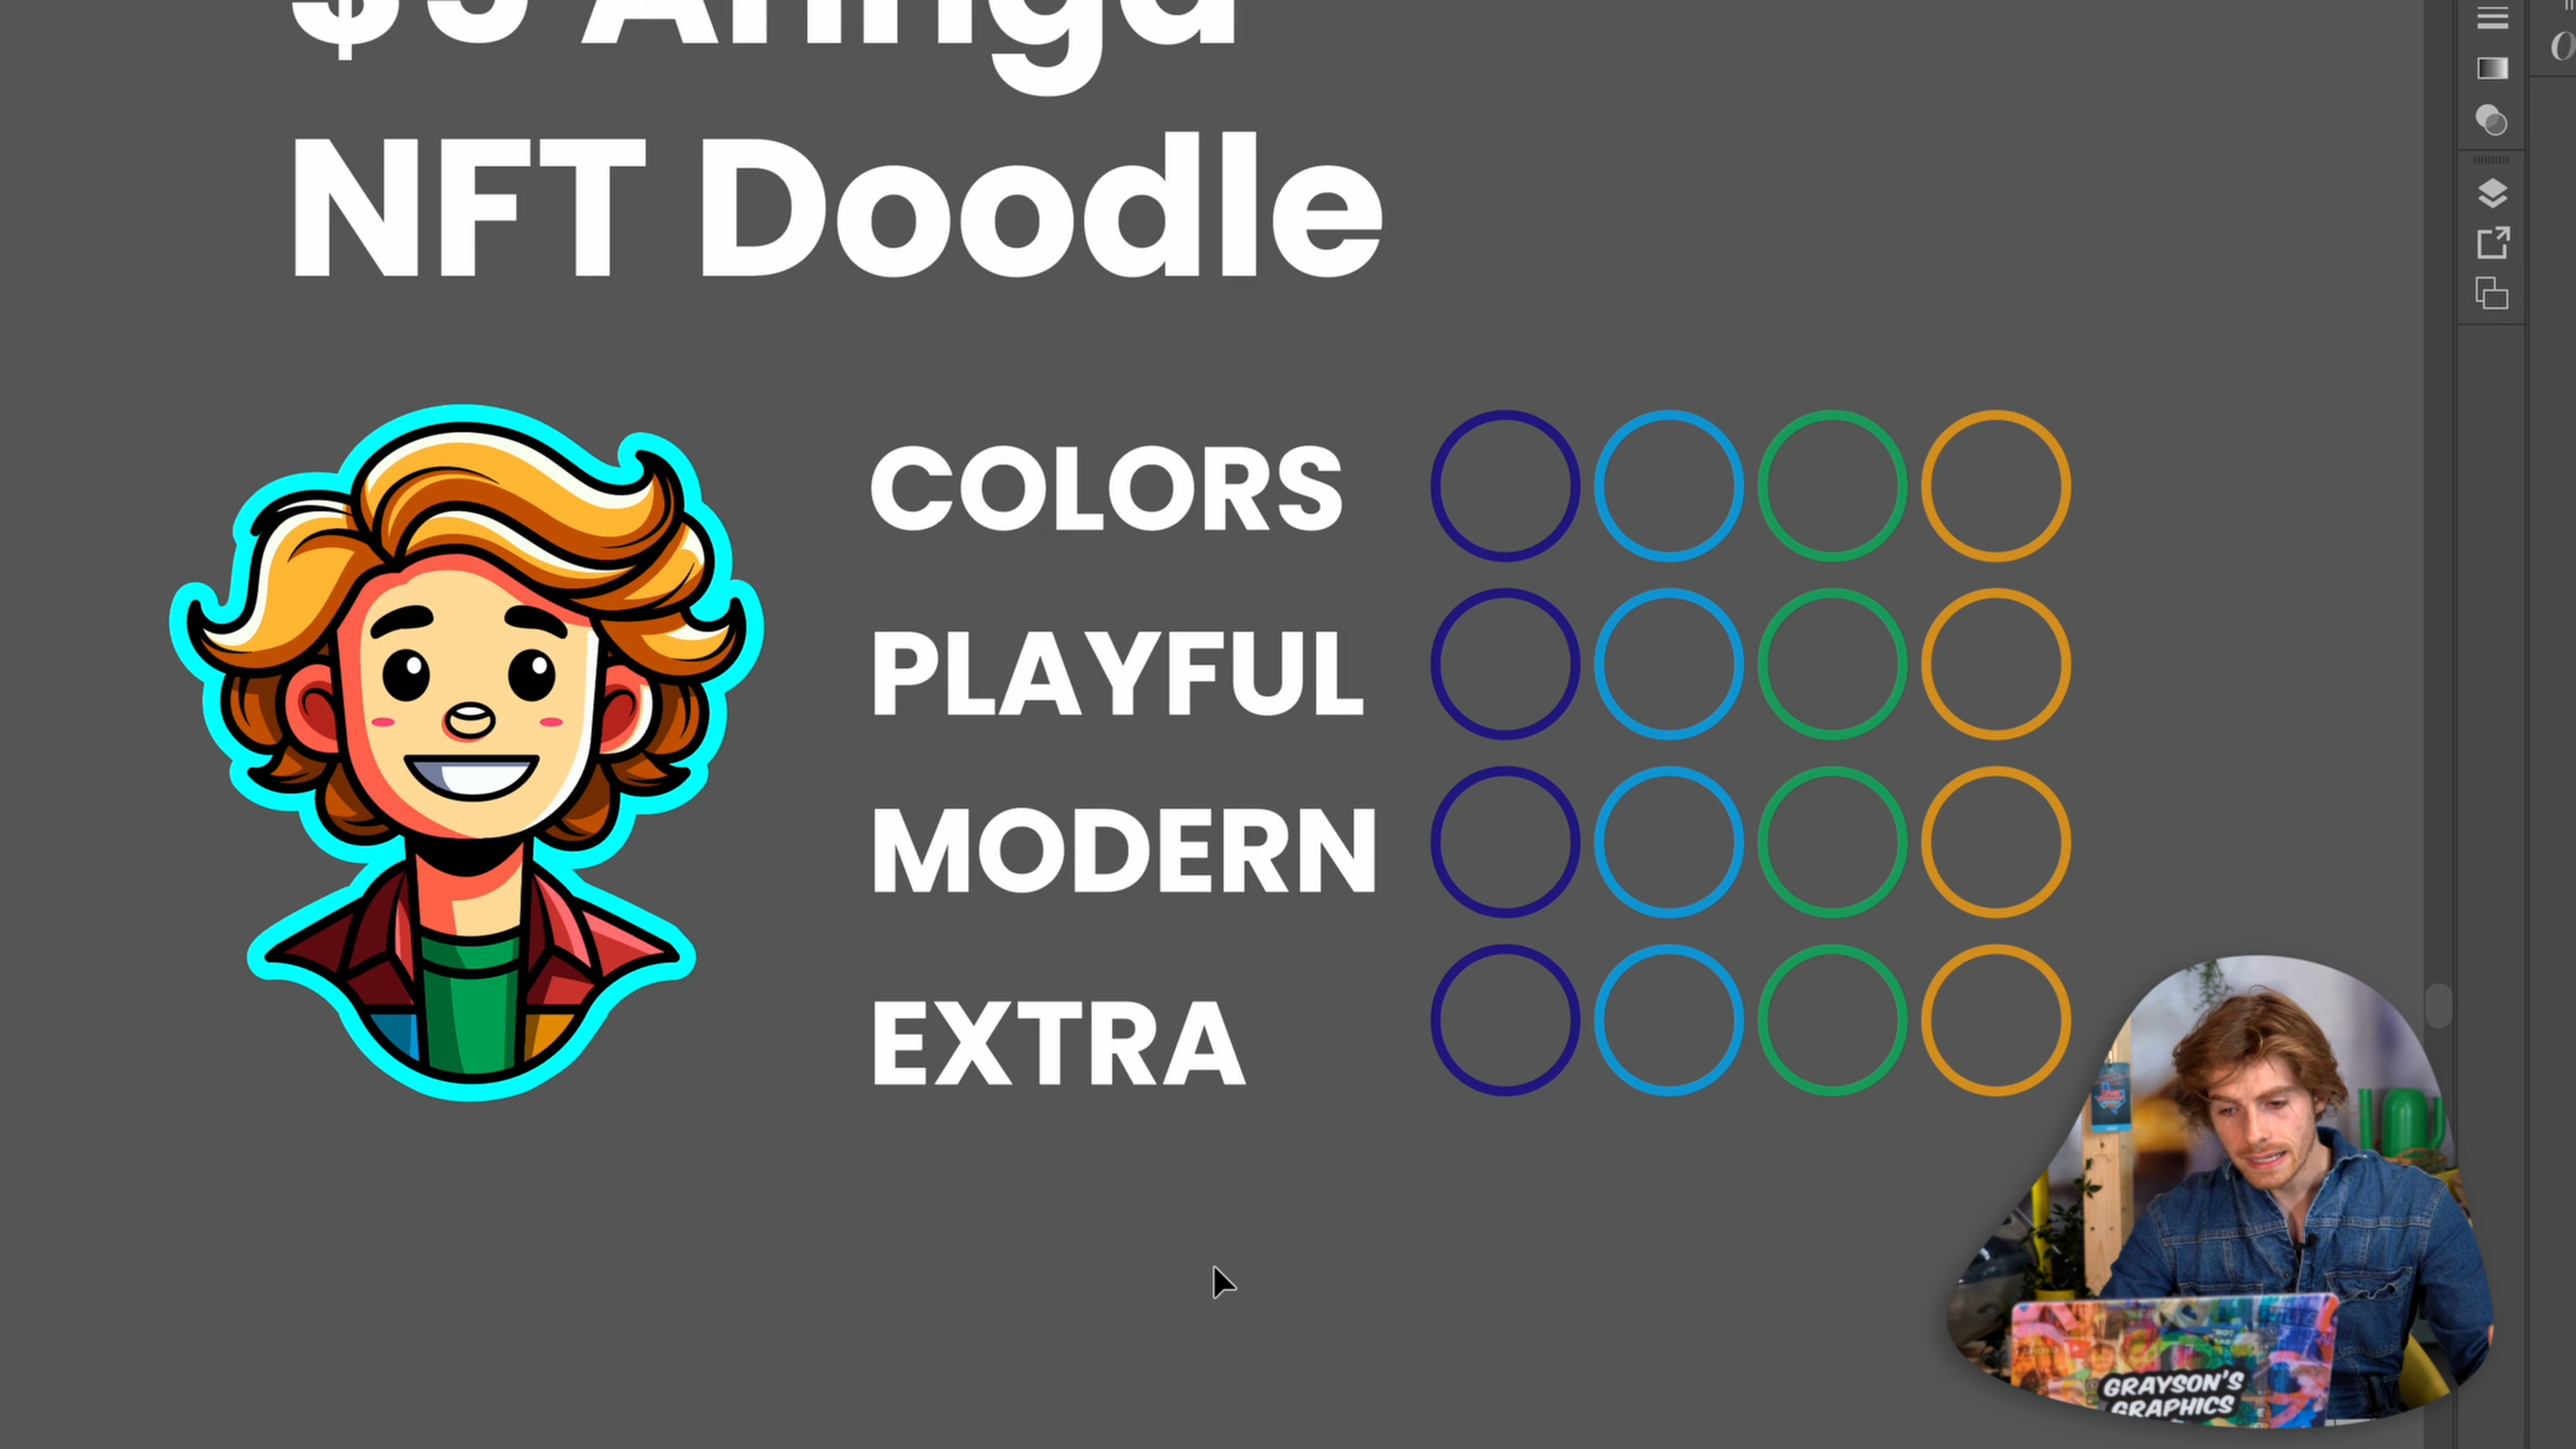 NFT Doodle
COLORS
PLAYFUL
MODERN
EXTRA
GRAYSON'S
GRAPHICS